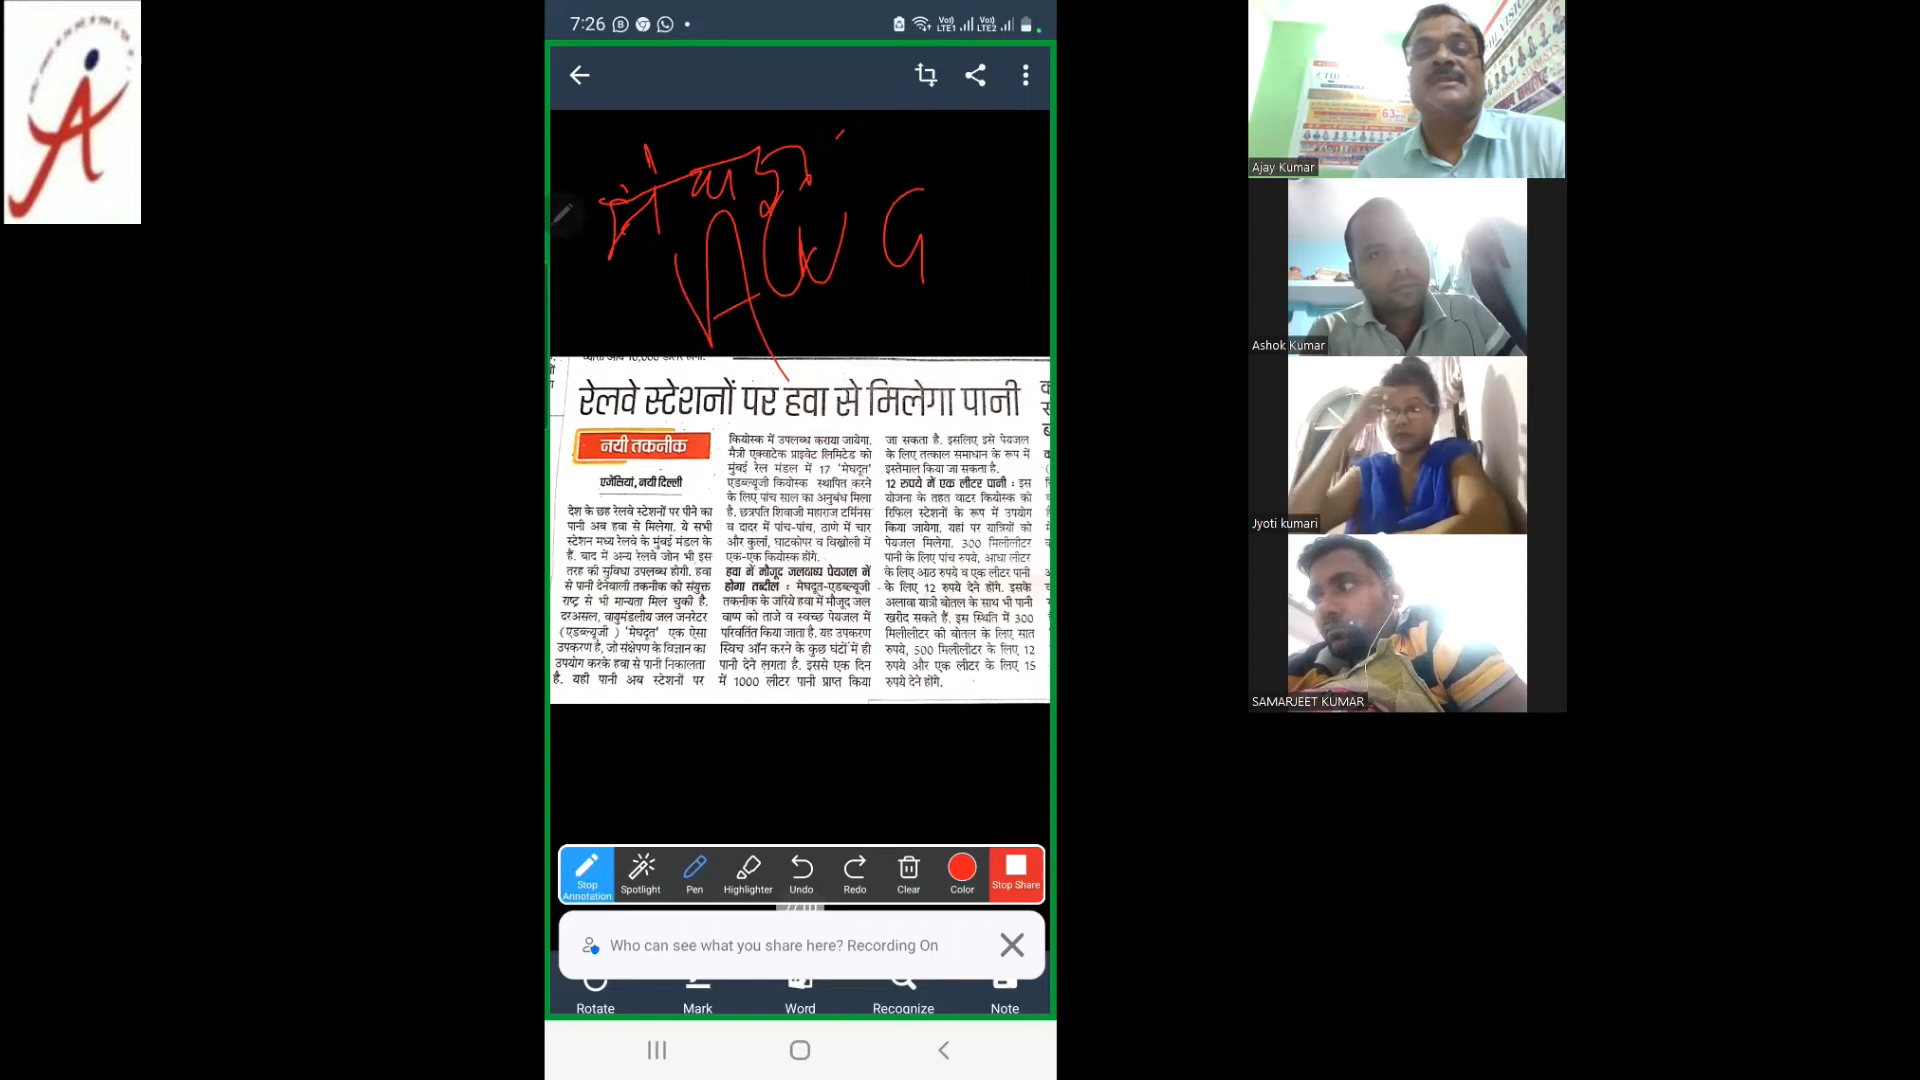 7:26
Vo) LTE1 Vo) LTE2
AWG
रेलवे स्टेशनों पर हवा से मिलेगा पानी
नयी तकनीक
एजेंसियां, नयी दिल्ली
देश के छह रेलवे स्टेशनों पर पीने का
पानी अब हवा से मिलेगा. ये सभी
स्टेशन मध्य रेलवे के मुंबई मंडल के
हैं. बाद में अन्य रेलवे जोन भी इस
तरह की सुविधा उपलब्ध होगी. हवा
से पानी देनेवाली तकनीक को संयुक्त
राष्ट्र से भी मान्यता मिल चुकी है.
दरअसल, वायुमंडलीय जल जनरेटर
(एडब्ल्यूजी) 'मेघदूत' एक ऐसा
उपकरण है, जो संक्षेपण के विज्ञान का
उपयोग करके हवा से पानी निकालता
है. यही पानी अब स्टेशनों पर
कियोस्क में उपलब्ध कराया जायेगा.
मैत्री एक्वाटेक प्राइवेट लिमिटेड को
मुंबई रेल मंडल में 17 'मेघदूत'
एडब्ल्यूजी कियोस्क स्थापित करने
के लिए पांच साल का अनुबंध मिला
है. छत्रपति शिवाजी महाराज टर्मिनस
व दादर में पांच-पांच, ठाणे में चार
और कुर्ला, घाटकोपर व विक्रोली में
एक-एक कियोस्क होंगे.
हवा में मौजूद जलवाष्प पेयजल में
होगा तब्दील : मेघदूत-एडब्ल्यूजी
तकनीक के जरिये हवा में मौजूद जल
वाष्प को ताजे व स्वच्छ पेयजल में
परिवर्तित किया जाता है. यह उपकरण
स्विच ऑन करने के कुछ घंटों में ही
पानी देने लगता है. इससे एक दिन
में 1000 लीटर पानी प्राप्त किया
जा सकता है. इसलिए इसे पेयजल
के लिए तत्काल समाधान के रूप में
इस्तेमाल किया जा सकता है.
12 रुपये में एक लीटर पानी : इस
योजना के तहत वाटर कियोस्क को
रिफिल स्टेशनों के रूप में उपयोग
किया जायेगा. यहां पर यात्रियों को
पेयजल मिलेगा. 300 मिलीलीटर
पानी के लिए पांच रुपये, आधा लीटर
के लिए आठ रुपये व एक लीटर पानी
के लिए 12 रुपये देने होंगे. इसके
अलावा यात्री बोतल के साथ भी पानी
खरीद सकते हैं. इस स्थिति में 300
मिलीलीटर की बोतल के लिए सात
रुपये, 500 मिलीलीटर के लिए 12
रुपये और एक लीटर के लिए 15
रुपये देने होंगे.
Stop Annotation
Spotlight
Pen
Highlighter
Undo
Redo
Clear
Color
Stop Share
Who can see what you share here? Recording On
Rotate
Mark
Word
Recognize
Note
63
Ajay Kumar
Ashok Kumar
Jyoti kumari
SAMARJEET KUMAR